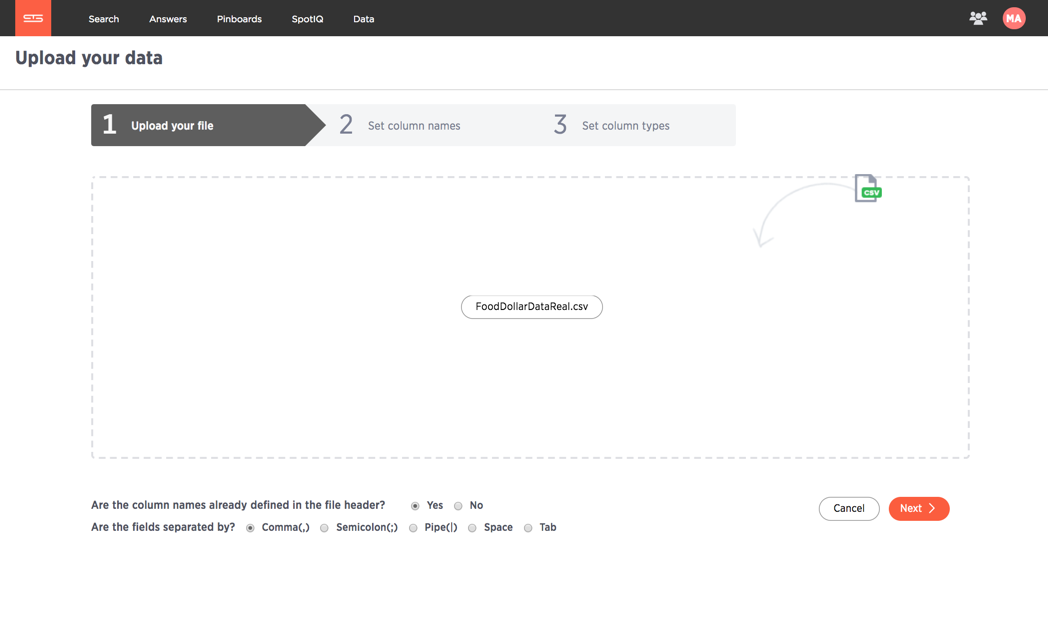 Search Answers Pinboards SpotIQ Data MA
Upload your data
1 Upload your file 2 Set column names 3 Set column types
CSV
FoodDollarDataReal.csv
Are the column names already defined in the file header? Yes No
Are the fields separated by? Comma(,) Semicolon(;) Pipe(|) Space Tab
Cancel Next